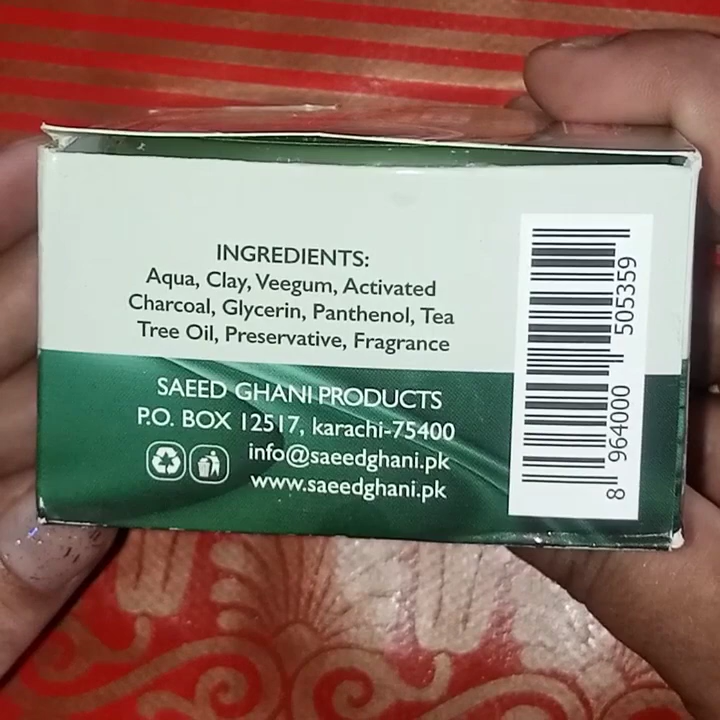 INGREDIENTS:
Aqua, Clay, Veegum, Activated
Charcoal, Glycerin, Panthenol, Tea
Tree Oil, Preservative, Fragrance
SAEED GHANI PRODUCTS
P.O. BOX 12517, karachi-75400
info@saeedghani.pk
www.saeedghani.pk
8 964000 505359